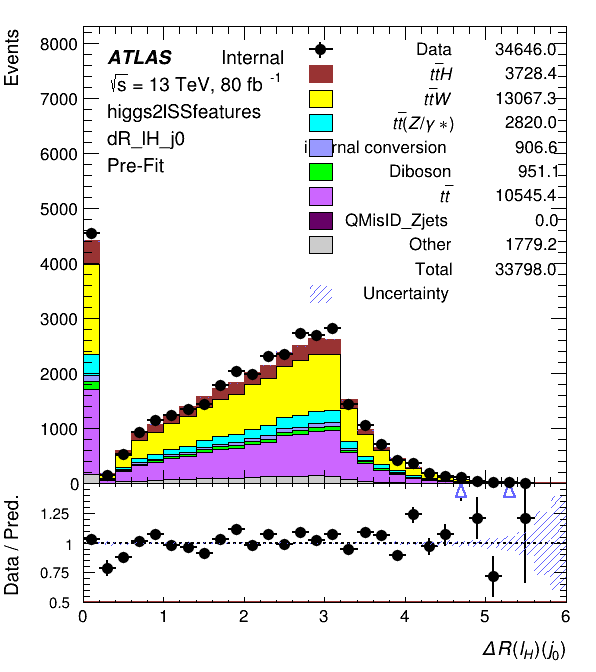 Events
8000
7000
6000
5000
4000
3000
2000
1000
0
ATLAS Internal
√s = 13 TeV, 80 fb⁻¹
higgs2lSSfeatures
dR_lH_j0
Pre-Fit
Data 34646.0
tt̄H 3728.4
tt̄W 13067.3
tt̄(Z/γ*) 2820.0
conversion 906.6
Diboson 951.1
tt̄ 10545.4
QMisID_Zjets 0.0
Other 1779.2
Total 33798.0
Uncertainty
Data / Pred.
1.25
1
0.75
0.5
0 1 2 3 4 5 6
ΔR(l_H)(j_0)